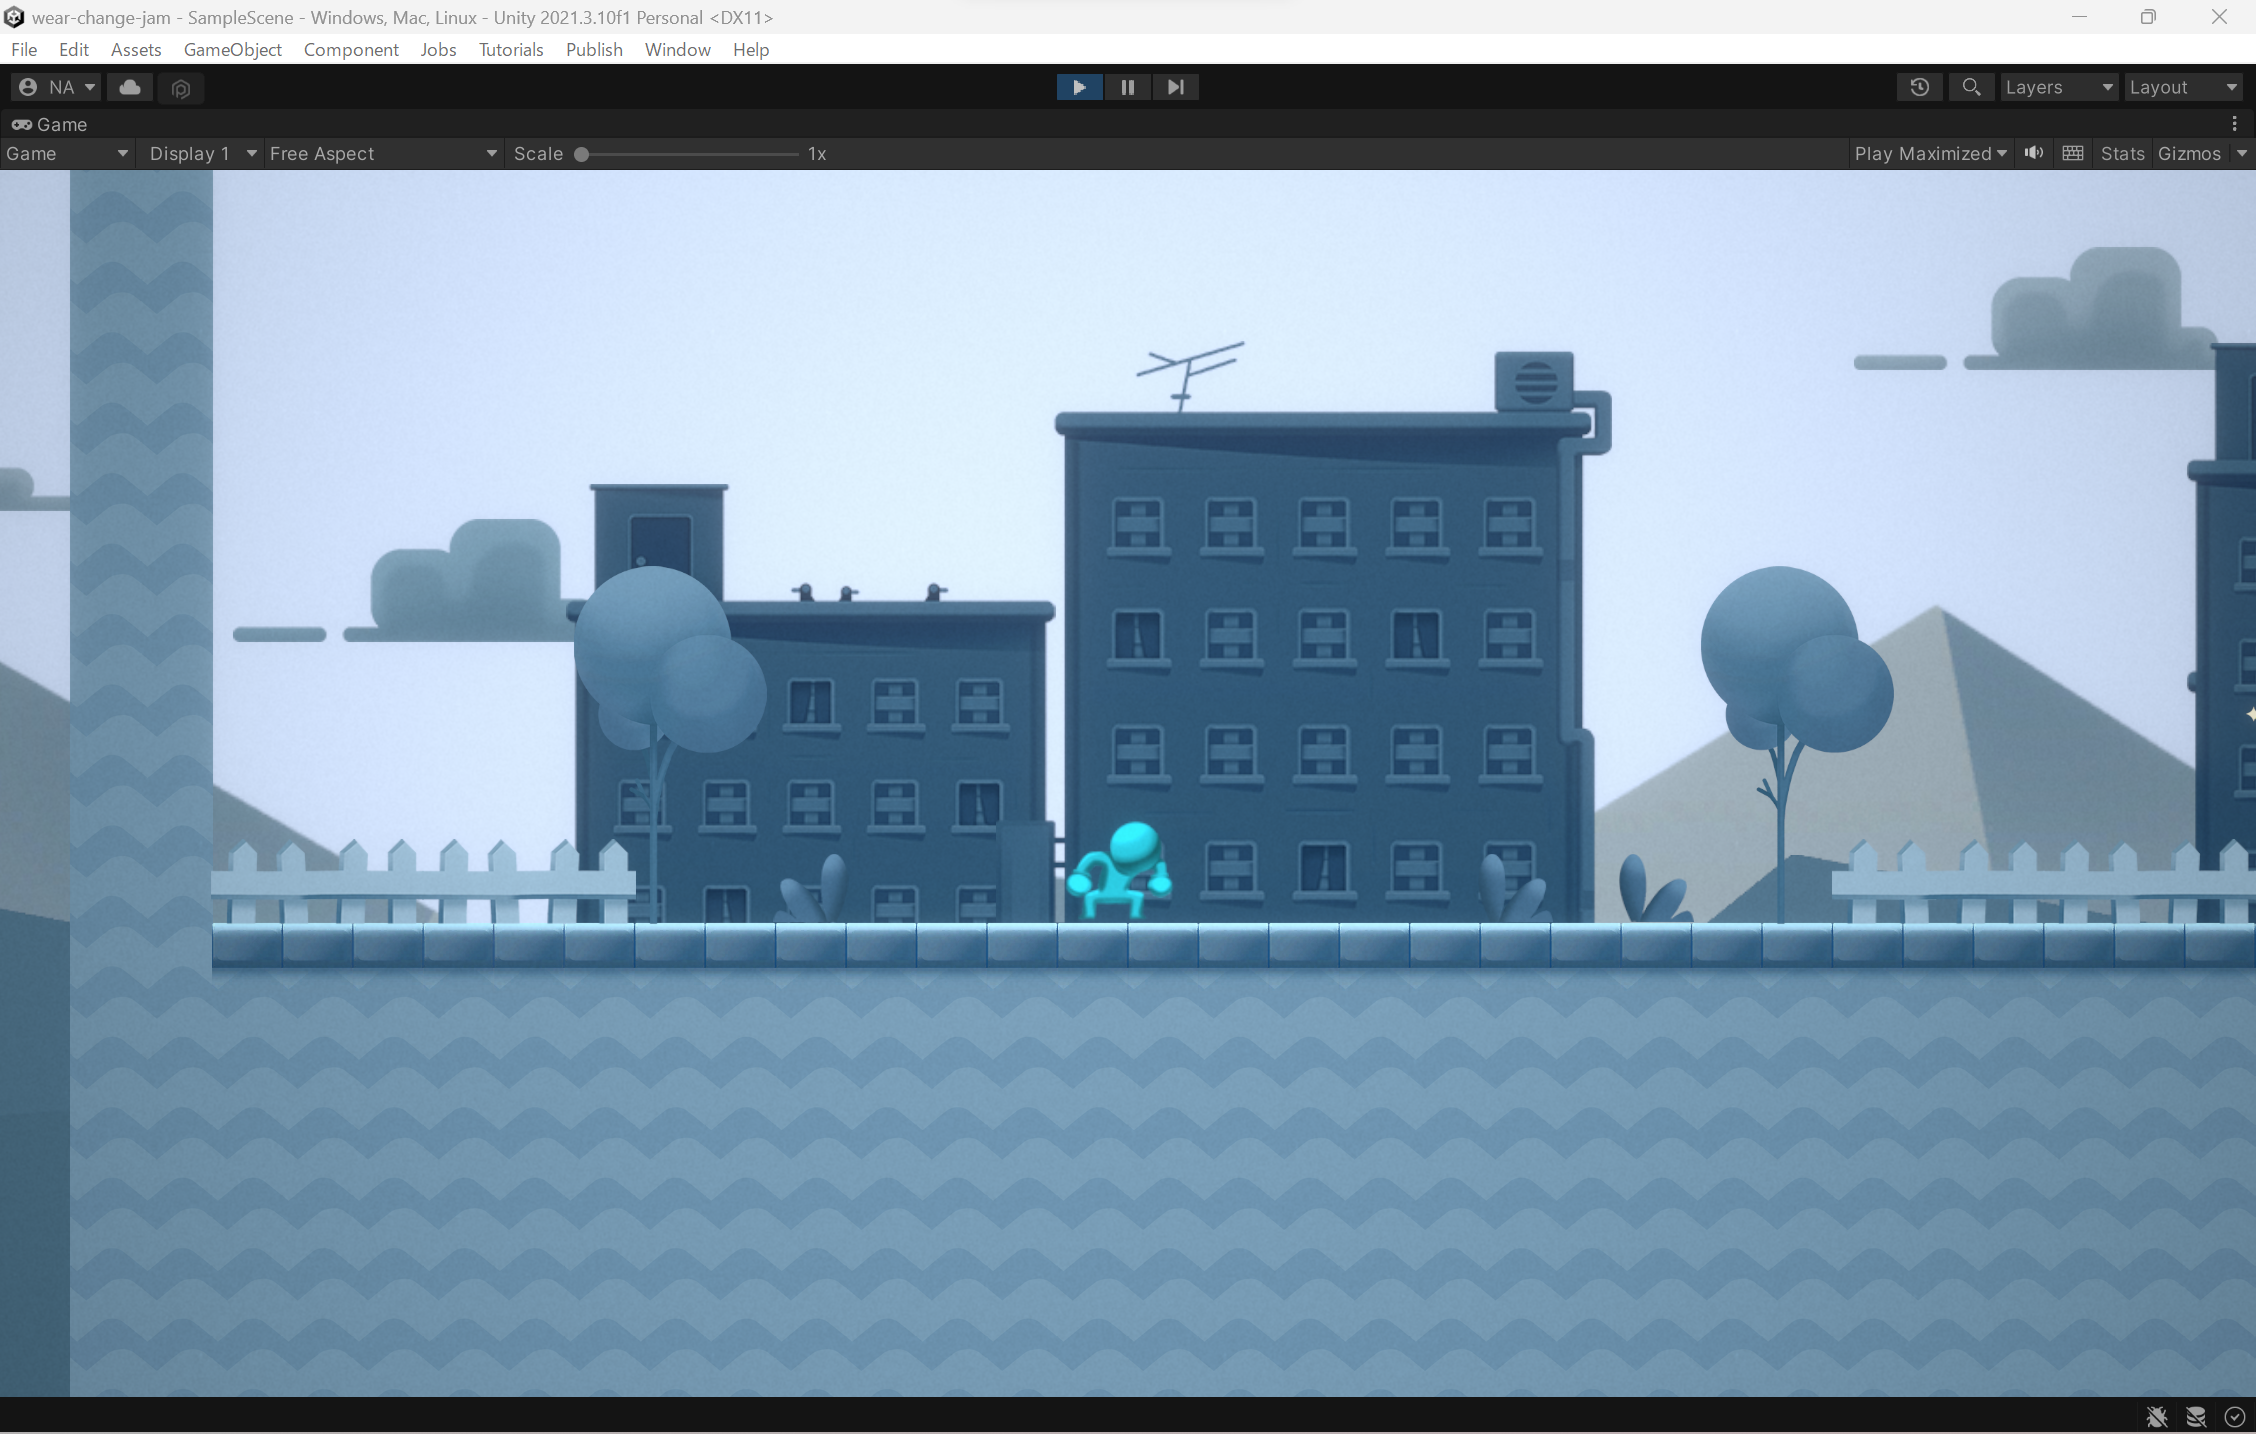 wear-change-jam - SampleScene - Windows, Mac, Linux - Unity 2021.3.10f1 Personal <DX11>
File Edit Assets GameObject Component Jobs Tutorials Publish Window Help
NA Layers Layout
Game
Game Display 1 Free Aspect Scale 1x Play Maximized Stats Gizmos